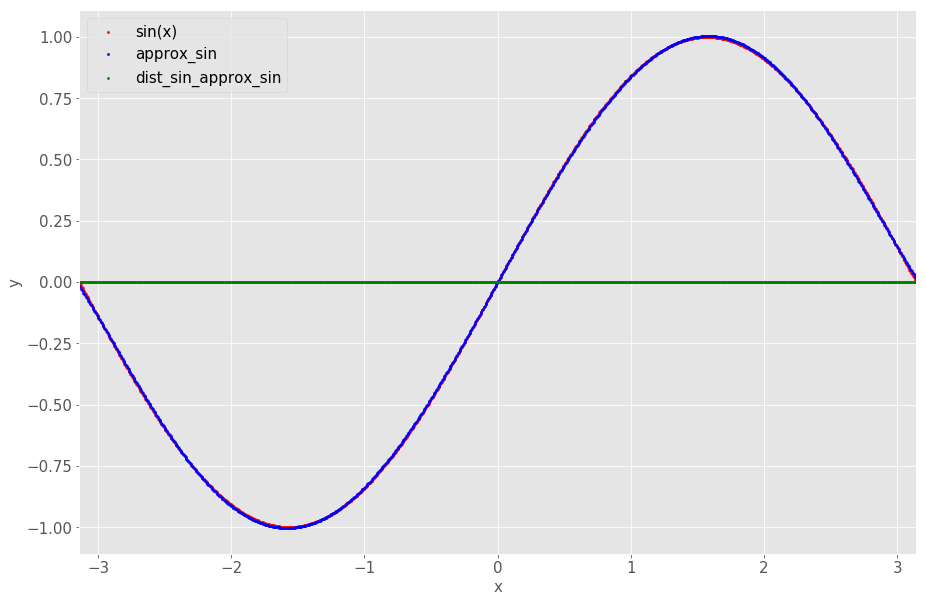 sin(x)
approx_sin
dist_sin_approx_sin
1.00
0.75
0.50
0.25
0.00
−0.25
−0.50
−0.75
−1.00
y
−3 −2 −1 0 1 2 3
x